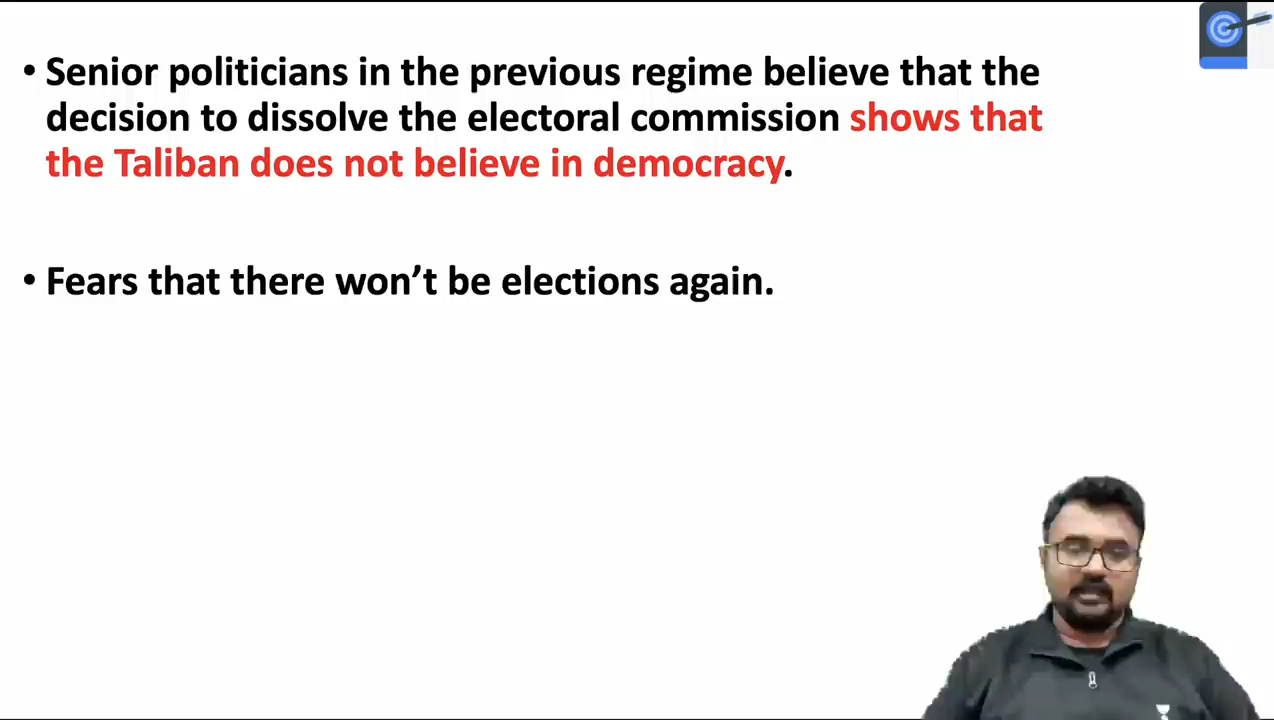 • Senior politicians in the previous regime believe that the
decision to dissolve the electoral commission shows that
the Taliban does not believe in democracy.
• Fears that there won’t be elections again.